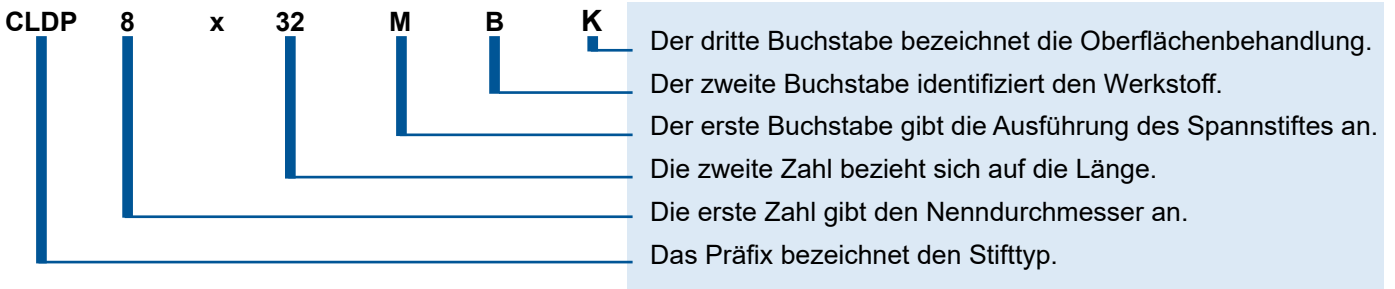 CLDP 8 x 32 M B K
Der dritte Buchstabe bezeichnet die Oberflächenbehandlung.
Der zweite Buchstabe identifiziert den Werkstoff.
Der erste Buchstabe gibt die Ausführung des Spannstiftes an.
Die zweite Zahl bezieht sich auf die Länge.
Die erste Zahl gibt den Nenndurchmesser an.
Das Präfix bezeichnet den Stifttyp.